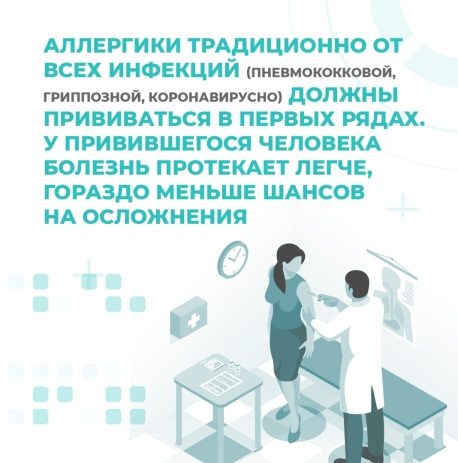 АЛЛЕРГИКИ ТРАДИЦИОННО ОТ
ВСЕХ ИНФЕКЦИЙ (ПНЕВМОКОККОВОЙ,
ГРИППОЗНОЙ, КОРОНАВИРУСНО) ДОЛЖНЫ
ПРИВИВАТЬСЯ В ПЕРВЫХ РЯДАХ.
У ПРИВИВШЕГОСЯ ЧЕЛОВЕКА
БОЛЕЗНЬ ПРОТЕКАЕТ ЛЕГЧЕ,
ГОРАЗДО МЕНЬШЕ ШАНСОВ
НА ОСЛОЖНЕНИЯ